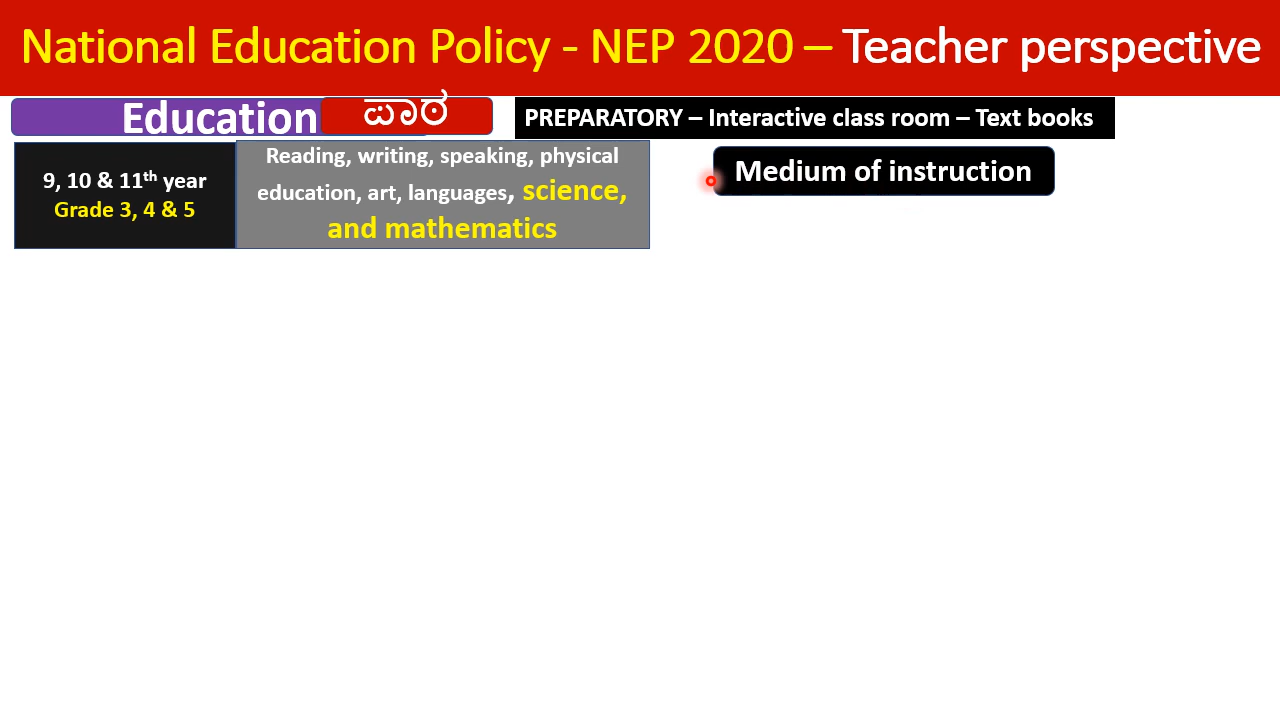 National Education Policy - NEP 2020 – Teacher perspective
Education ಪಾಠ
PREPARATORY – Interactive class room – Text books
9, 10 & 11th year
Grade 3, 4 & 5
Reading, writing, speaking, physical
education, art, languages, science,
and mathematics
Medium of instruction